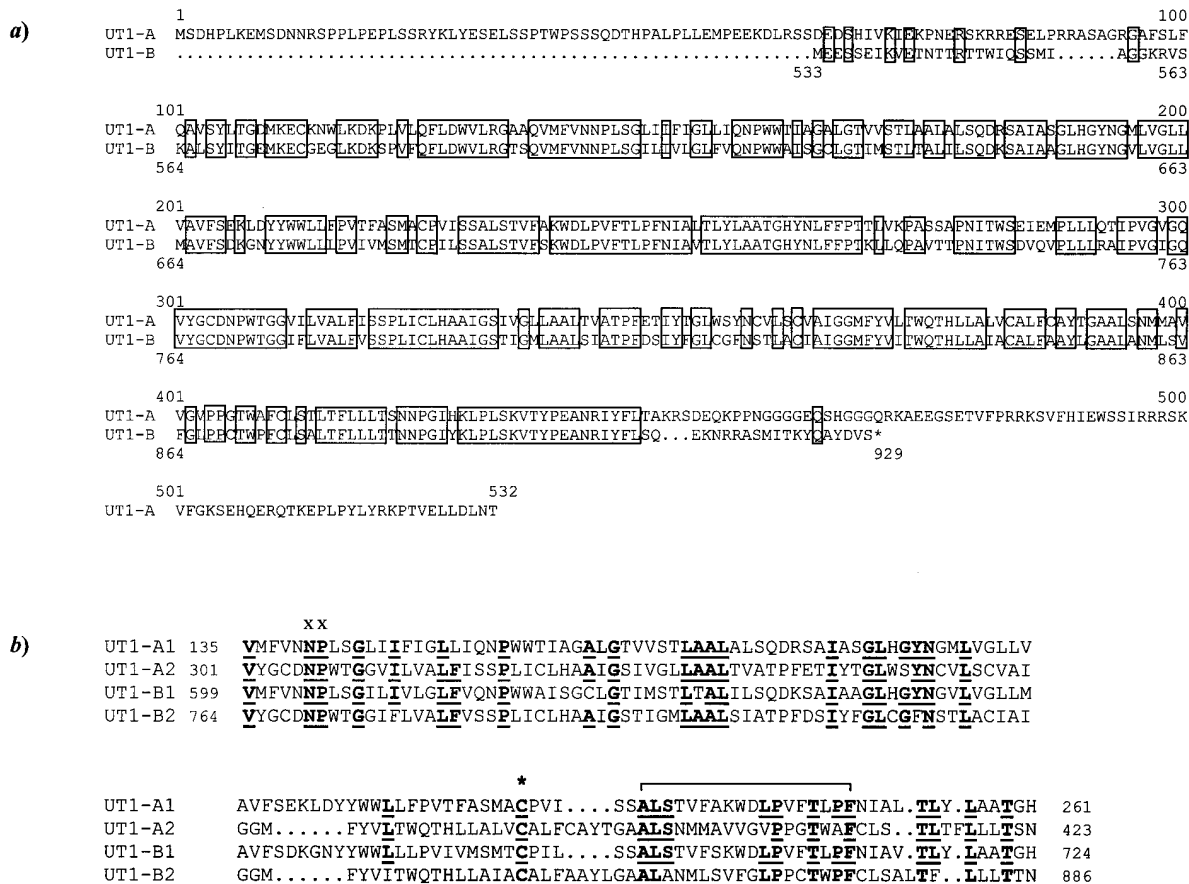 a)
1 100
UT1-A MSDHPLKEMSDNNRSPPLPEPLSSRYKLYESELSSPTWPSSSQDTHPALPLLEMPEEKDLRSSDEDSHIVKIEKPNERSKRRESELPRRASAGRGAFSLF
UT1-B ................................................................MEESSEIKVETNTTRTTWIQSSMI......AGGKRVS
533 563
101 200
UT1-A QAVSYLTGDMKECKNWLKDKPLVLQFLDWVLRGAAQVMFVNNPLSGLIIFIGLLIQNPWWTIAGALGTVVSTLAALALSQDRSAIASGLHGYNGMLVGLL
UT1-B KALSYITGEMKECGEGLKDKSPVFQFLDWVLRGTSQVMFVNNPLSGILIVLGLFVQNPWWAISGCLGTIMSTLTALILSQDKSAIAAGLHGYNGVLVGLL
564 663
201 300
UT1-A VAVFSEKLDYYWWLLFPVTFASMACPVISSALSTVFAKWDLPVFTLPFNIALTLYLAATGHYNLFFPTTLVKPASSAPNITWSEIEMPLLLQTIPVGVGQ
UT1-B MAVFSDKGNYYWWLLLPVIVMSMTCPILSSALSTVFSKWDLPVFTLPFNIAVTLYLAATGHYNLFFPTKLLQPAVTTPNITWSDVQVPLLLRAIPVGIGQ
664 763
301 400
UT1-A VYGCDNPWTGGVILVALFISSPLICLHAAIGSIVGLLAALTVATPFETIYTGLWSYNCVLSCVAIGGMFYVLTWQTHLLALVCALFCAYTGAALSNMMAV
UT1-B VYGCDNPWTGGIFLVALFVSSPLICLHAAIGSTIGMLAALSIATPFDSIYFGLCGFNSTLACIAIGGMFYVITWQTHLLAIACALFAAYLGAALANMLSV
764 863
401 500
UT1-A VGVPPGTWAFCLSTLTFLLLTSNNPGIHKLPLSKVTYPEANRIYFLTAKRSDEQKPPNGGGGEQSHGGGQRKAEEGSETVFPRRKSVFHIEWSSIRRRSK
UT1-B FGLPPCTWPFCLSALTFLLLTTNNPGIYKLPLSKVTYPEANRIYFLSQ...EKNRRASMITKYQAYDVS*
864 929
501 532
UT1-A VFGKSEHQERQTKEPLPYLYRKPTVELLDLNT
b)
x x
UT1-A1 135 VMFVNNPLSGLIIFIGLLIQNPWWTIAGALGTVVSTLAALALSQDRSAIASGLHGYNGMLVGLLV
UT1-A2 301 VYGCDNPWTGGVILVALFISSPLICLHAAIGSIVGLLAALTVATPFETIYTGLWSYNCVLSCVAI
UT1-B1 599 VMFVNNPLSGILIVLGLFVQNPWWAISGCLGTIMSTLTALILSQDKSAIAAGLHGYNGVLVGLLM
UT1-B2 764 VYGCDNPWTGGIFLVALFVSSPLICLHAAIGSTIGMLAALSIATPFDSIYFGLCGFNSTLACIAI
*
UT1-A1 AVFSEKLDYYWWLLFPVTFASMACPVI....SSALSTVFAKWDLPVFTLPFNIAL.TLY.LAATGH 261
UT1-A2 GGM......FYVLTWQTHLLALVCALFCAYTGAALSNMMAVVGVPPGTWAFCLS..TLTFLLLTSN 423
UT1-B1 AVFSDKGNYYWWLLLPVIVMSMTCPIL....SSALSTVFSKWDLPVFTLPFNIAV.TLY.LAATGH 724
UT1-B2 GGM......FYVITWQTHLLAIACALFAAYLGAALANMLSVFGLPPCTWPFCLSALTF.LLLTTN 886